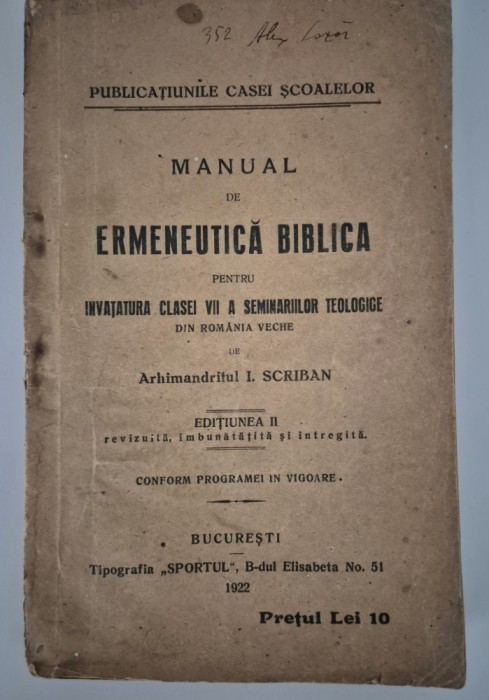 352 Alex
PUBLICAȚIUNILE CASEI ȘCOALELOR
MANUAL
DE
ERMENEUTICĂ BIBLICA
PENTRU
INVAȚATURA CLASEI VII A SEMINARIILOR TEOLOGICE
DIN ROMÂNIA VECHE
DE
Arhimandritul I. SCRIBAN
EDIȚIUNEA II
revizuită, îmbunătățită și întregită.
CONFORM PROGRAMEI IN VIGOARE.
BUCUREȘTI
Tipografia „SPORTUL“, B-dul Elisabeta No. 51
1922
Prețul Lei 10